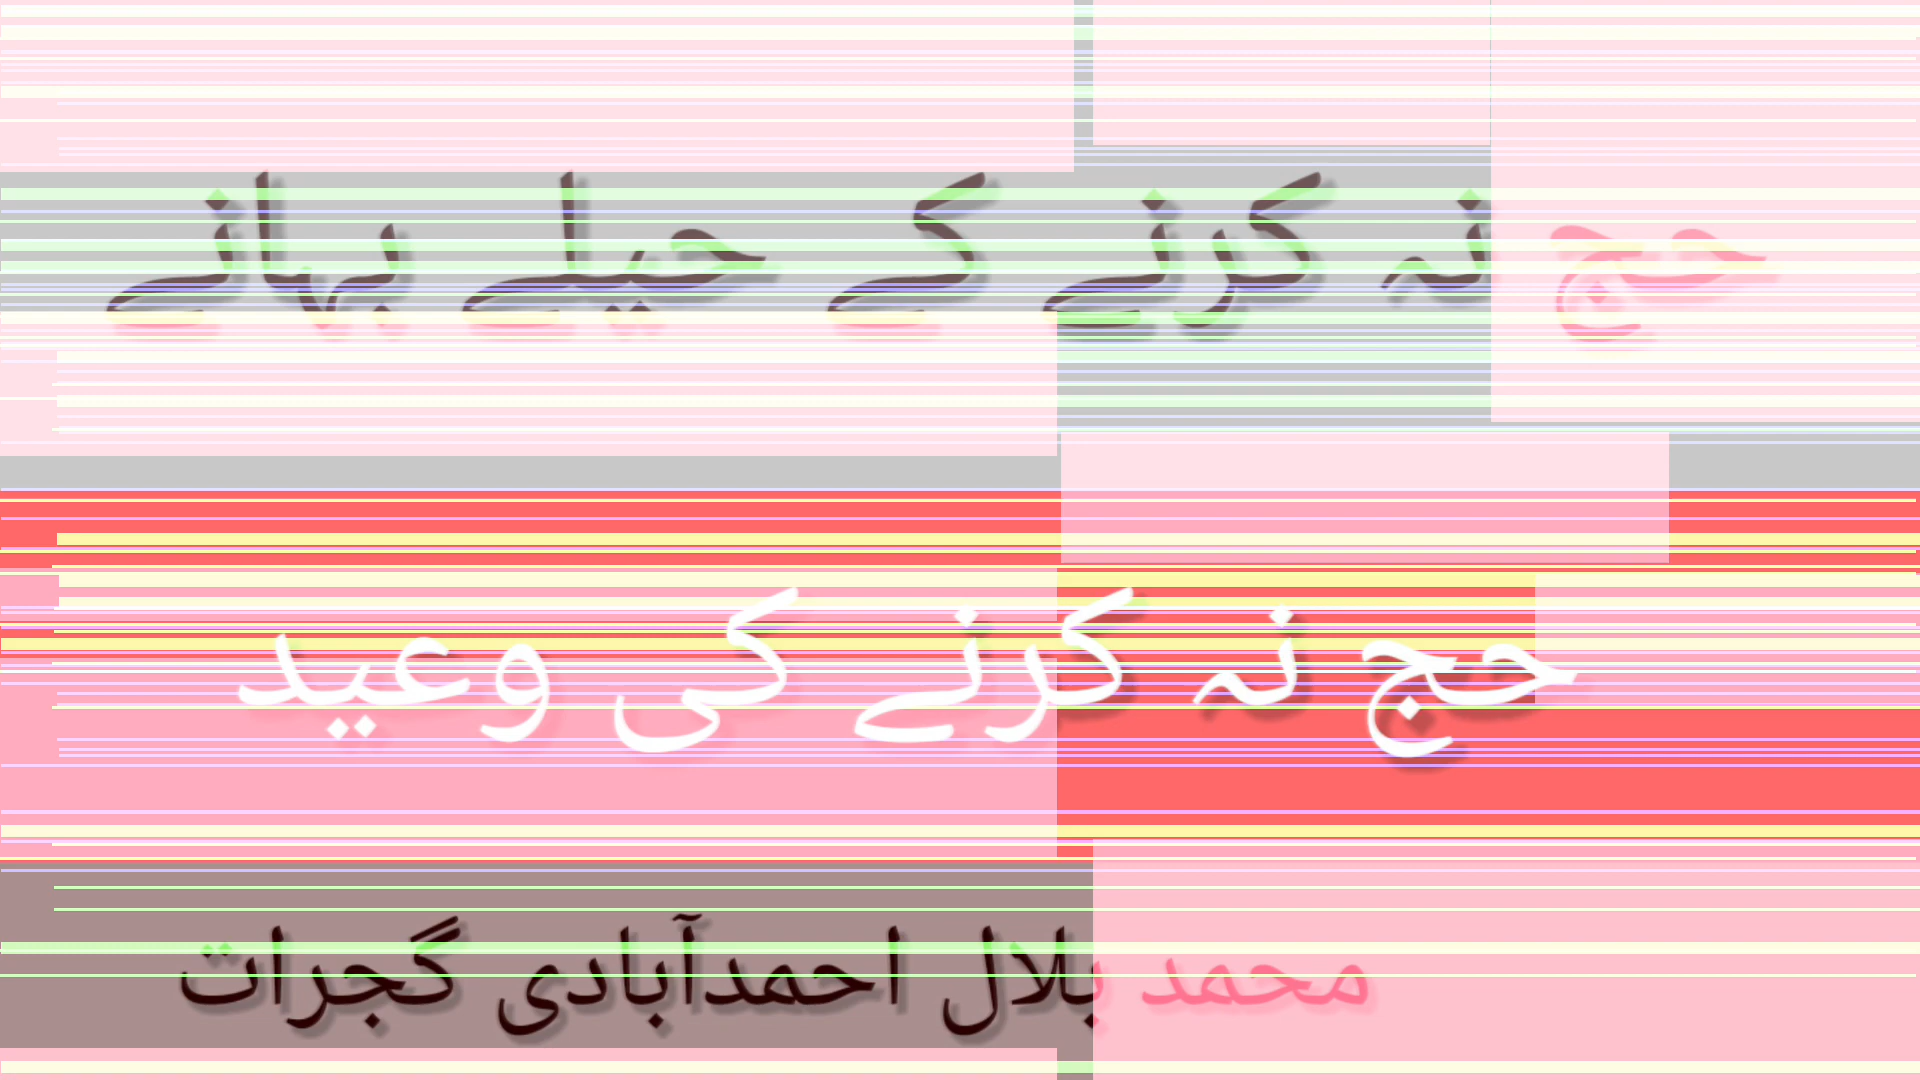 حج نہ کرنے کے حیلے بہانے
حج نہ کرنے کی وعید
محمد بلال احمدآبادی گجرات